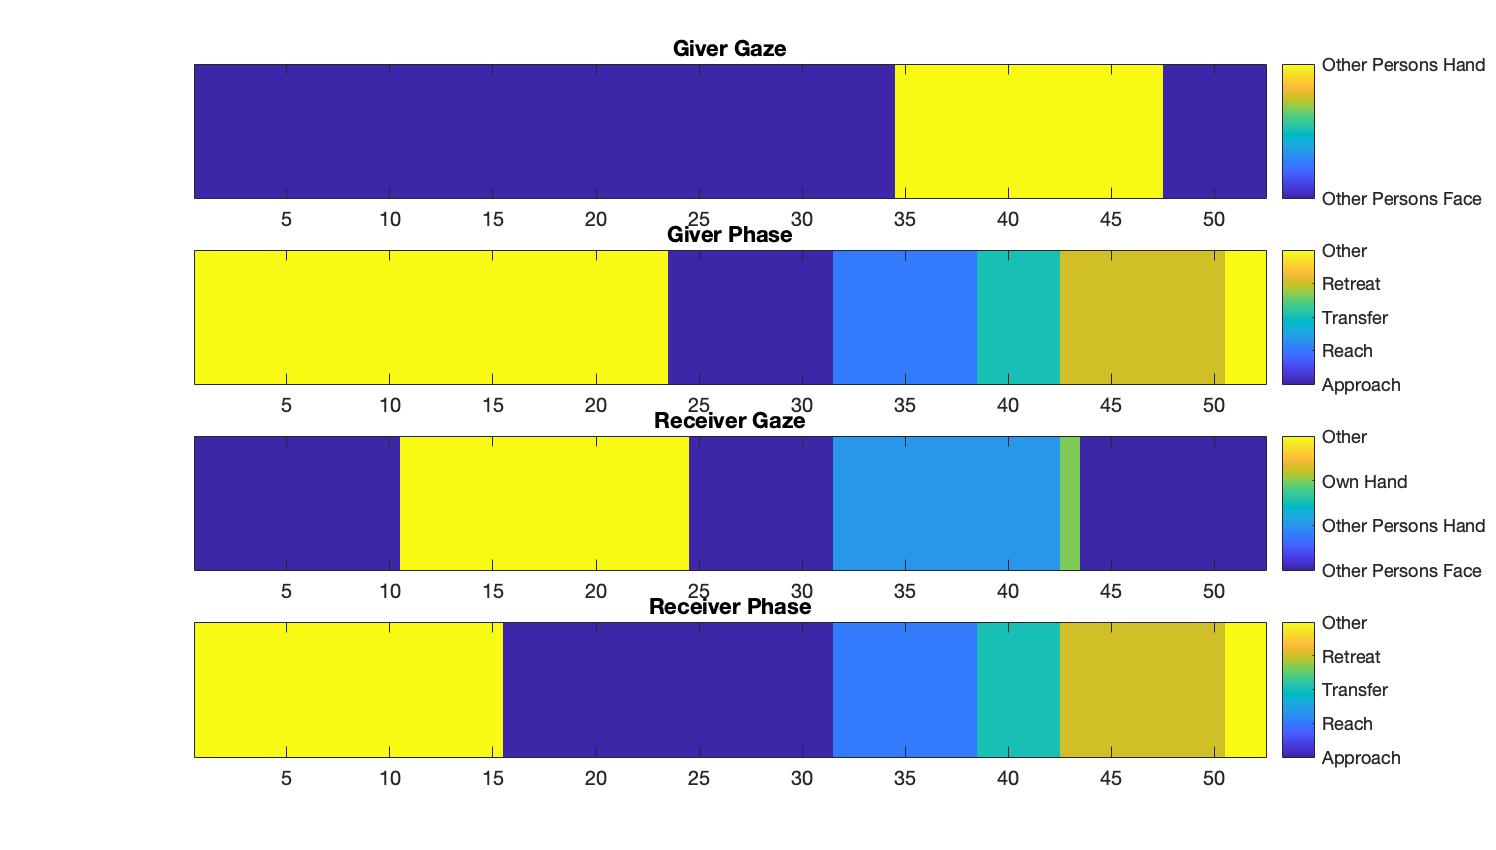 Giver Gaze
Other Persons Hand
Other Persons Face
5 10 15 20 25 30 35 40 45 50
Giver Phase
Other
Retreat
Transfer
Reach
Approach
5 10 15 20 25 30 35 40 45 50
Receiver Gaze
Other
Own Hand
Other Persons Hand
Other Persons Face
5 10 15 20 25 30 35 40 45 50
Receiver Phase
Other
Retreat
Transfer
Reach
Approach
5 10 15 20 25 30 35 40 45 50